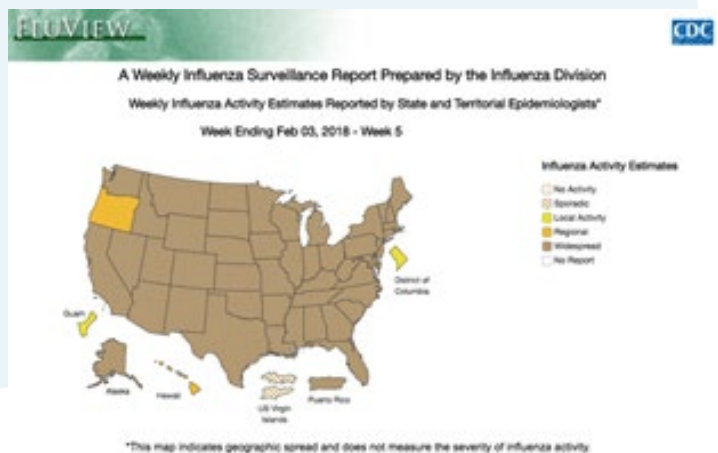 FLUVIEW
CDC
A Weekly Influenza Surveillance Report Prepared by the Influenza Division
Weekly Influenza Activity Estimates Reported by State and Territorial Epidemiologists*
Week Ending Feb 03, 2018 - Week 5
Influenza Activity Estimates
No Activity
Sporadic
Local Activity
Regional
Widespread
No Report
District of
Columbia
Guam
Alaska
Hawaii
US Virgin
Islands
Puerto Rico
*This map indicates geographic spread and does not measure the severity of influenza activity.